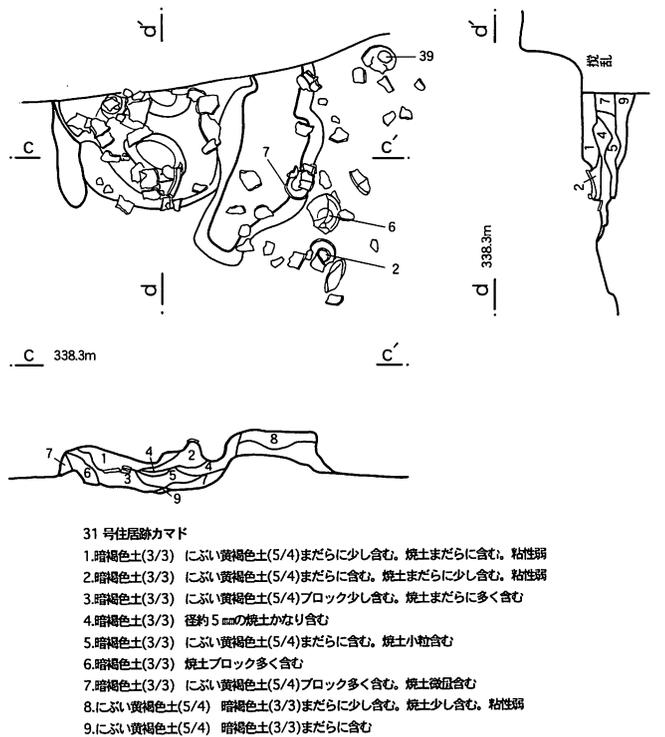 d′
d′
39
撹乱
C
C′
7
7
9
4
1
5
2
6
2
338.3m
d
d
C
338.3m
C′
7
1
4
2
8
6
3
5
4
7
9
31 号住居跡カマド
1.暗褐色土(3/3) にぶい黄褐色土(5/4)まだらに少し含む。焼土まだらに含む。粘性弱
2.暗褐色土(3/3) にぶい黄褐色土(5/4)まだらに含む。焼土まだらに少し含む。粘性弱
3.暗褐色土(3/3) にぶい黄褐色土(5/4)ブロック少し含む。焼土まだらに多く含む
4.暗褐色土(3/3) 径約5㎜の焼土かなり含む
5.暗褐色土(3/3) にぶい黄褐色土(5/4)まだらに含む。焼土小粒含む
6.暗褐色土(3/3) 焼土ブロック多く含む
7.暗褐色土(3/3) にぶい黄褐色土(5/4)ブロック多く含む。焼土微量含む
8.にぶい黄褐色土(5/4) 暗褐色土(3/3)まだらに少し含む。焼土少し含む。粘性弱
9.にぶい黄褐色土(5/4) 暗褐色土(3/3)まだらに含む